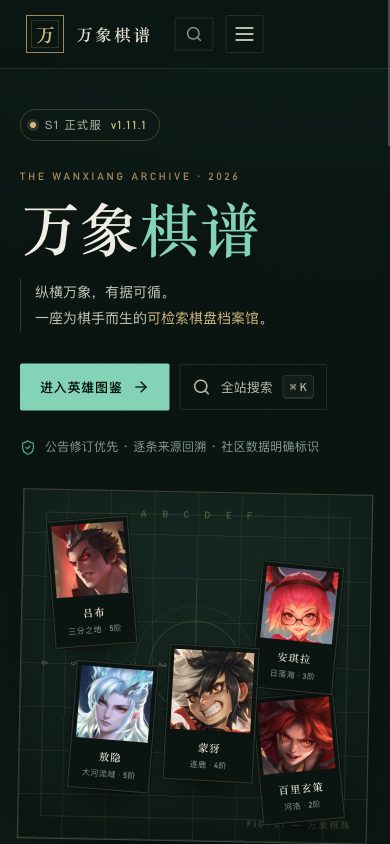 万 万象棋谱
S1 正式服 v1.11.1
THE WANXIANG ARCHIVE · 2026
万象棋谱
纵横万象，有据可循。
一座为棋手而生的可检索棋盘档案馆。
进入英雄图鉴 → 全站搜索 ⌘ K
公告修订优先 · 逐条来源回溯 · 社区数据明确标识
A B C D E F
吕布
三分之地 · 5阶
安琪拉
日落海 · 3阶
敖隐
大河流域 · 5阶
蒙犽
逐鹿 · 4阶
百里玄策
河洛 · 2阶
万象棋阵